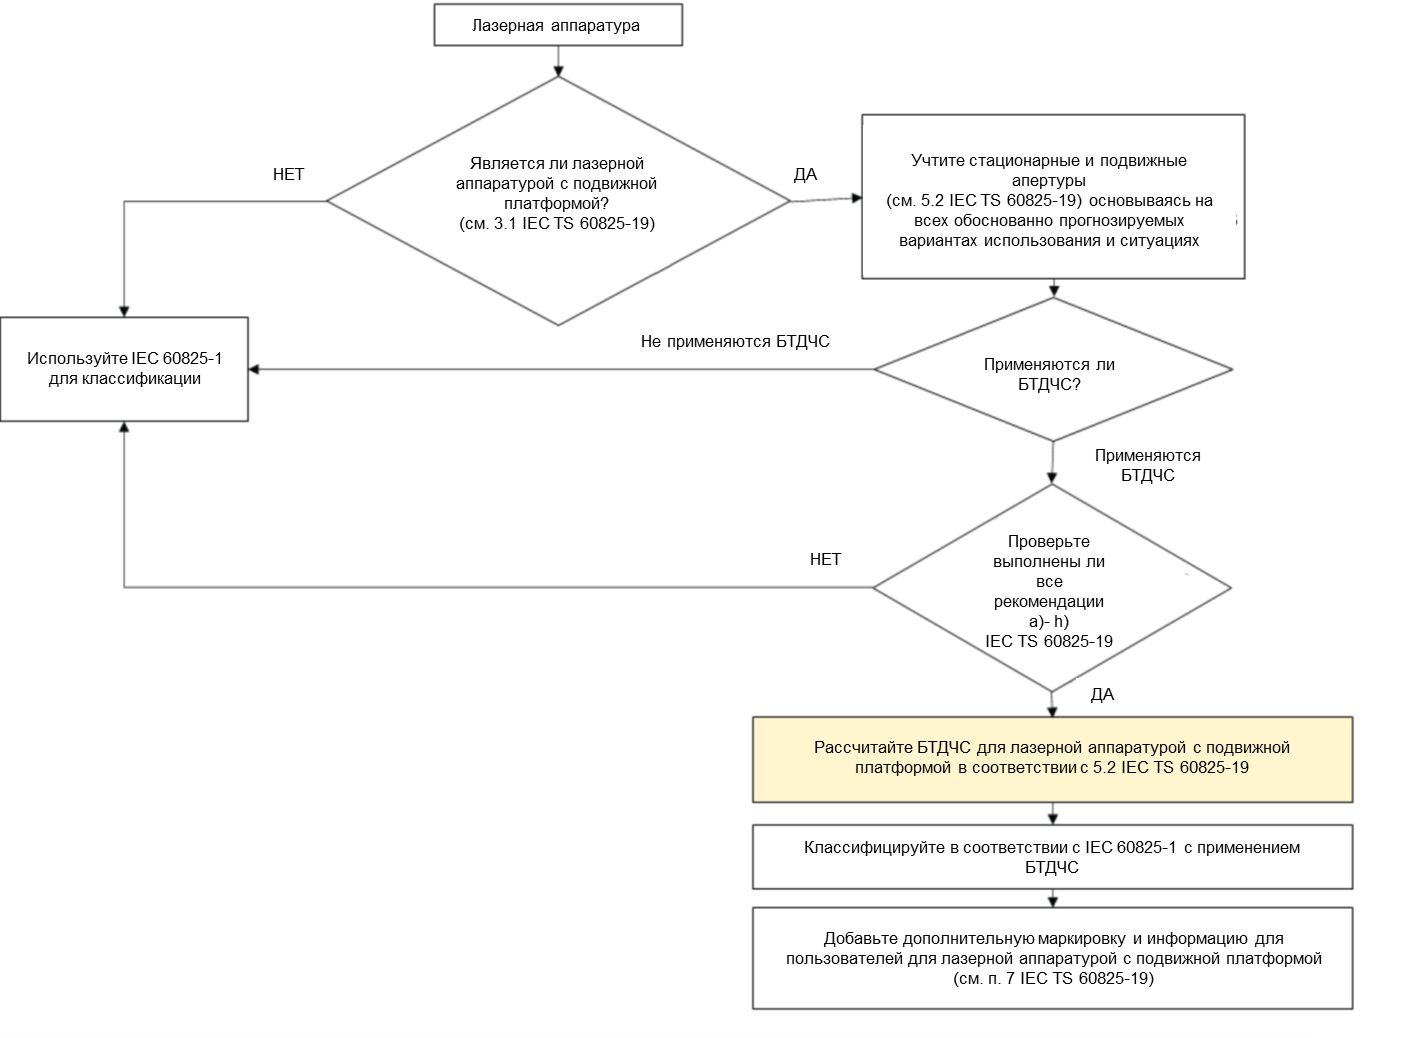 Лазерная аппаратура
Является ли лазерной
аппаратурой с подвижной
платформой?
(см. 3.1 IEC TS 60825-19)
НЕТ
ДА
Учтите стационарные и подвижные
апертуры
(см. 5.2 IEC TS 60825-19) основываясь на
всех обоснованно прогнозируемых
вариантах использования и ситуациях
Используйте IEC 60825-1
для классификации
Не применяются БТДЧС
Применяются ли
БТДЧС?
Применяются
БТДЧС
НЕТ
Проверьте
выполнены ли
все
рекомендации
a)- h)
IEC TS 60825-19
ДА
Рассчитайте БТДЧС для лазерной аппаратурой с подвижной
платформой в соответствии с 5.2 IEC TS 60825-19
Классифицируйте в соответствии с IEC 60825-1 с применением
БТДЧС
Добавьте дополнительную маркировку и информацию для
пользователей для лазерной аппаратурой с подвижной платформой
(см. п. 7 IEC TS 60825-19)